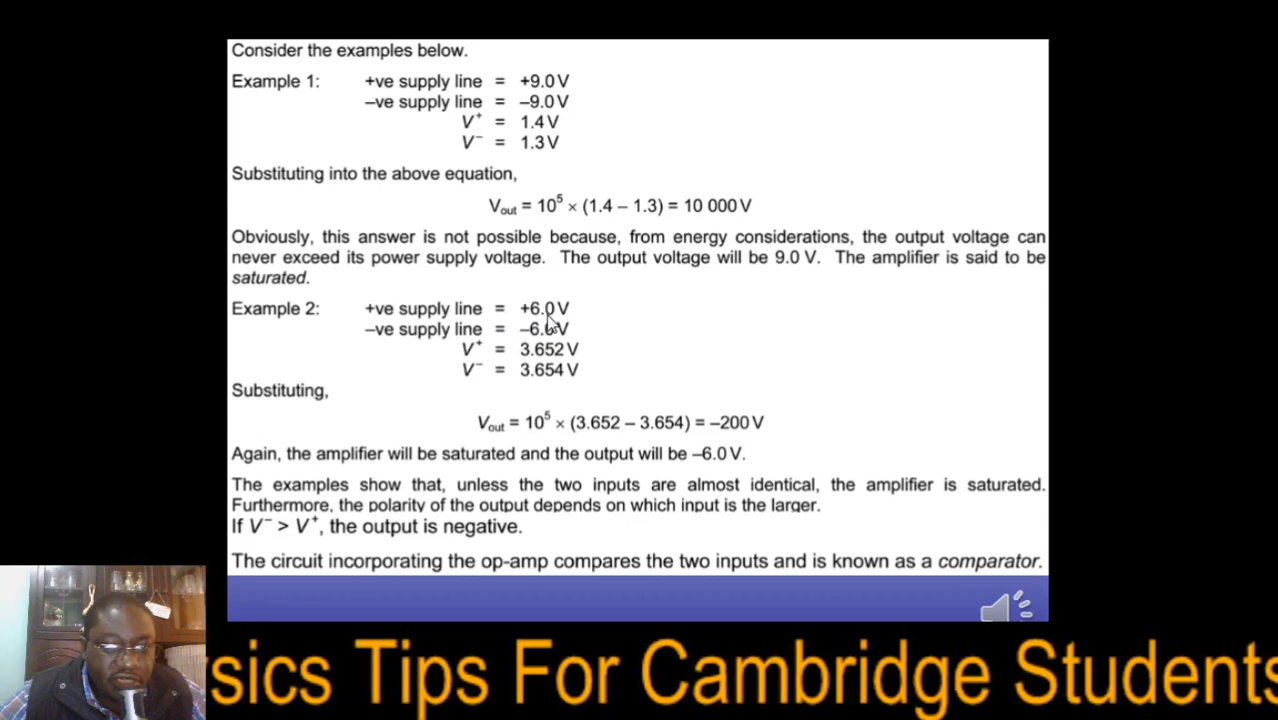 Consider the examples below.
Example 1: +ve supply line = +9.0 V
–ve supply line = –9.0 V
V⁺ = 1.4 V
V⁻ = 1.3 V
Substituting into the above equation,
Vout = 10⁵ × (1.4 – 1.3) = 10 000 V
Obviously, this answer is not possible because, from energy considerations, the output voltage can
never exceed its power supply voltage. The output voltage will be 9.0 V. The amplifier is said to be
saturated.
Example 2: +ve supply line = +6.0 V
–ve supply line = –6.0 V
V⁺ = 3.652 V
V⁻ = 3.654 V
Substituting,
Vout = 10⁵ × (3.652 – 3.654) = –200 V
Again, the amplifier will be saturated and the output will be –6.0 V.
The examples show that, unless the two inputs are almost identical, the amplifier is saturated.
Furthermore, the polarity of the output depends on which input is the larger.
If V⁻ > V⁺, the output is negative.
The circuit incorporating the op-amp compares the two inputs and is known as a comparator.
sics Tips For Cambridge Students